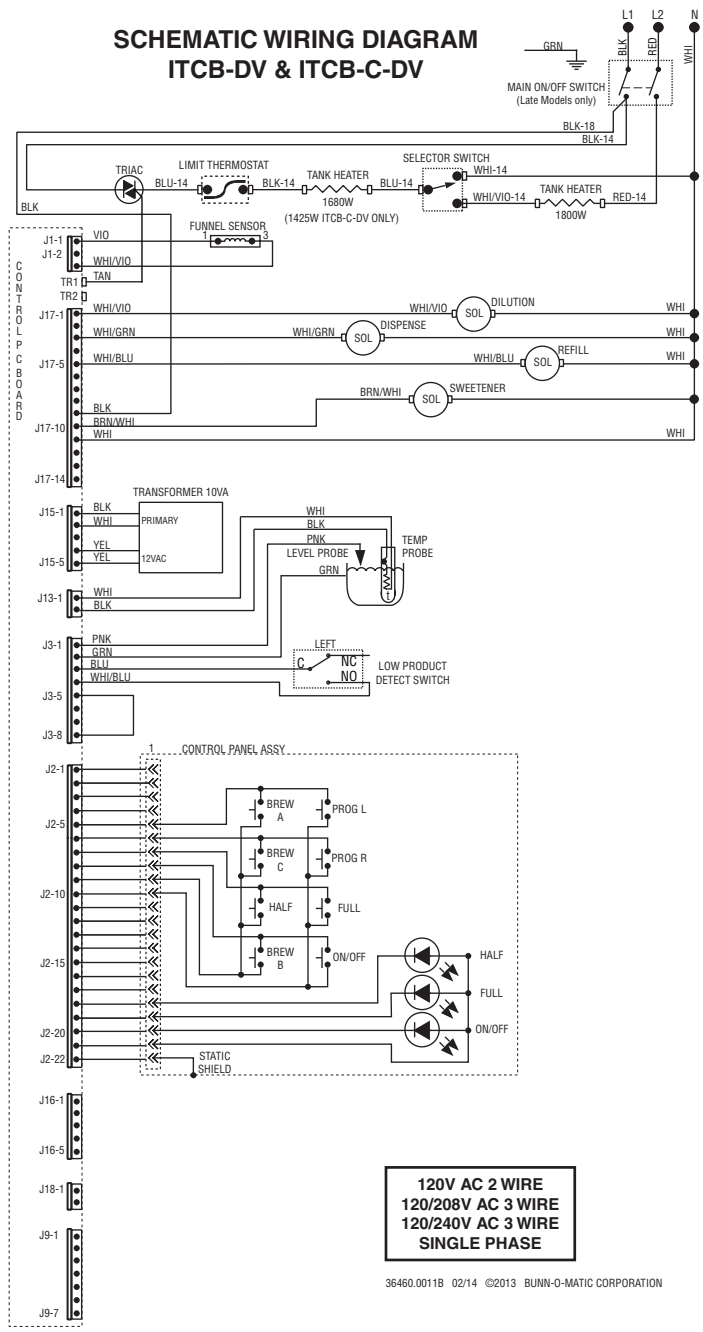 SCHEMATIC WIRING DIAGRAM
ITCB-DV & ITCB-C-DV
L1 L2 N
GRN
BLK
RED
WHI
MAIN ON/OFF SWITCH
(Late Models only)
BLK-18
BLK-14
TRIAC
LIMIT THERMOSTAT
SELECTOR SWITCH
WHI-14
BLU-14
BLK-14
TANK HEATER
1680W
(1425W ITCB-C-DV ONLY)
BLU-14
WHI/VIO-14
TANK HEATER
1800W
RED-14
BLK
CONTROL PC BOARD
FUNNEL SENSOR
1 3
J1-1 VIO
J1-2
WHI/VIO
TR1 TAN
TR2
J17-1 WHI/VIO WHI/VIO SOL DILUTION WHI
WHI/GRN WHI/GRN SOL DISPENSE WHI
J17-5 WHI/BLU WHI/BLU SOL REFILL WHI
BLK
BRN/WHI SOL SWEETENER
J17-10 BRN/WHI
WHI WHI
J17-14
TRANSFORMER 10VA
J15-1 BLK
WHI
PRIMARY
YEL
J15-5 YEL
12VAC
WHI
BLK
PNK
LEVEL PROBE
TEMP
PROBE
GRN
t
J13-1 WHI
BLK
J3-1 PNK
GRN
BLU
WHI/BLU
J3-5
J3-8
LEFT
C NC
NO
LOW PRODUCT
DETECT SWITCH
1 CONTROL PANEL ASSY
J2-1
J2-5
J2-10
J2-15
J2-20
J2-22
BREW
A
PROG L
BREW
C
PROG R
HALF
FULL
BREW
B
ON/OFF
HALF
FULL
ON/OFF
STATIC
SHIELD
J16-1
J16-5
J18-1
J9-1
J9-7
120V AC 2 WIRE
120/208V AC 3 WIRE
120/240V AC 3 WIRE
SINGLE PHASE
36460.0011B 02/14 ©2013 BUNN-O-MATIC CORPORATION